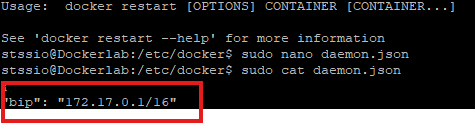 Usage:  docker restart [OPTIONS] CONTAINER [CONTAINER...]
See 'docker restart --help' for more information
stssio@Dockerlab:/etc/docker$ sudo nano daemon.json
stssio@Dockerlab:/etc/docker$ sudo cat daemon.json
"bip": "172.17.0.1/16"